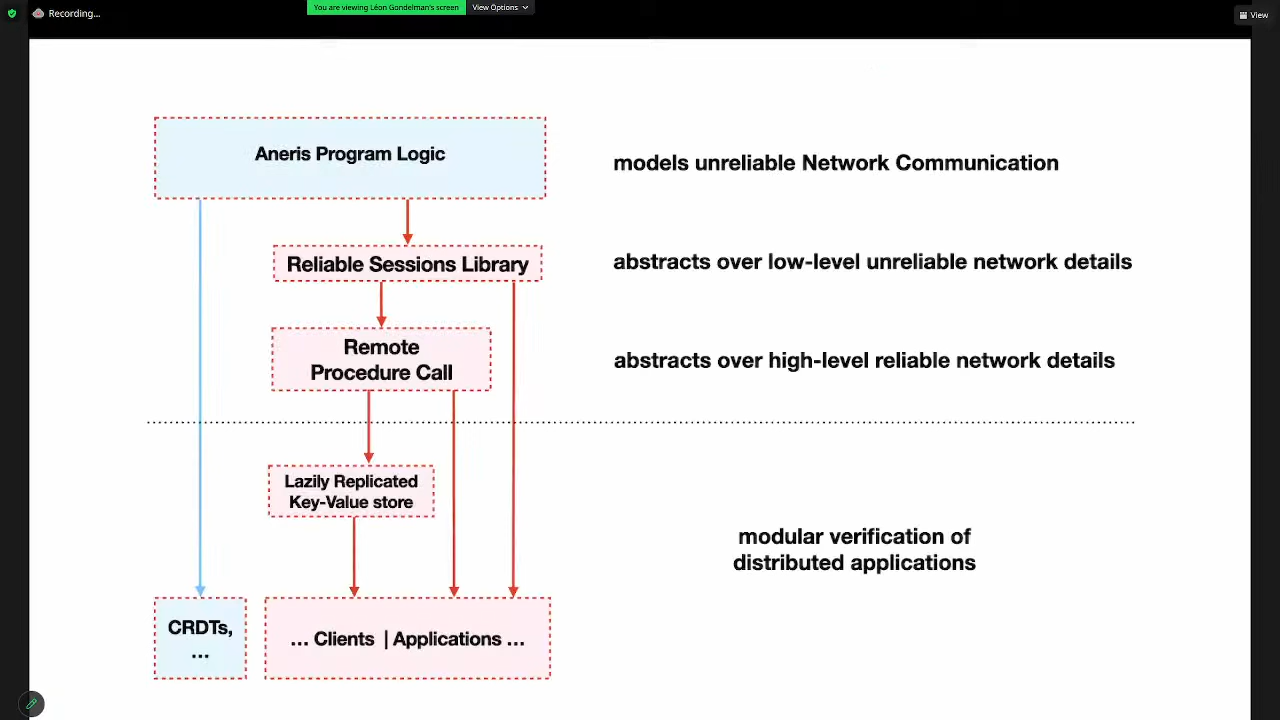 Recording...
You are viewing Léon Gondelman's screen
View Options
View
Aneris Program Logic
models unreliable Network Communication
Reliable Sessions Library
abstracts over low-level unreliable network details
Remote
Procedure Call
abstracts over high-level reliable network details
Lazily Replicated
Key-Value store
modular verification of
distributed applications
CRDTs,
...
... Clients | Applications ...